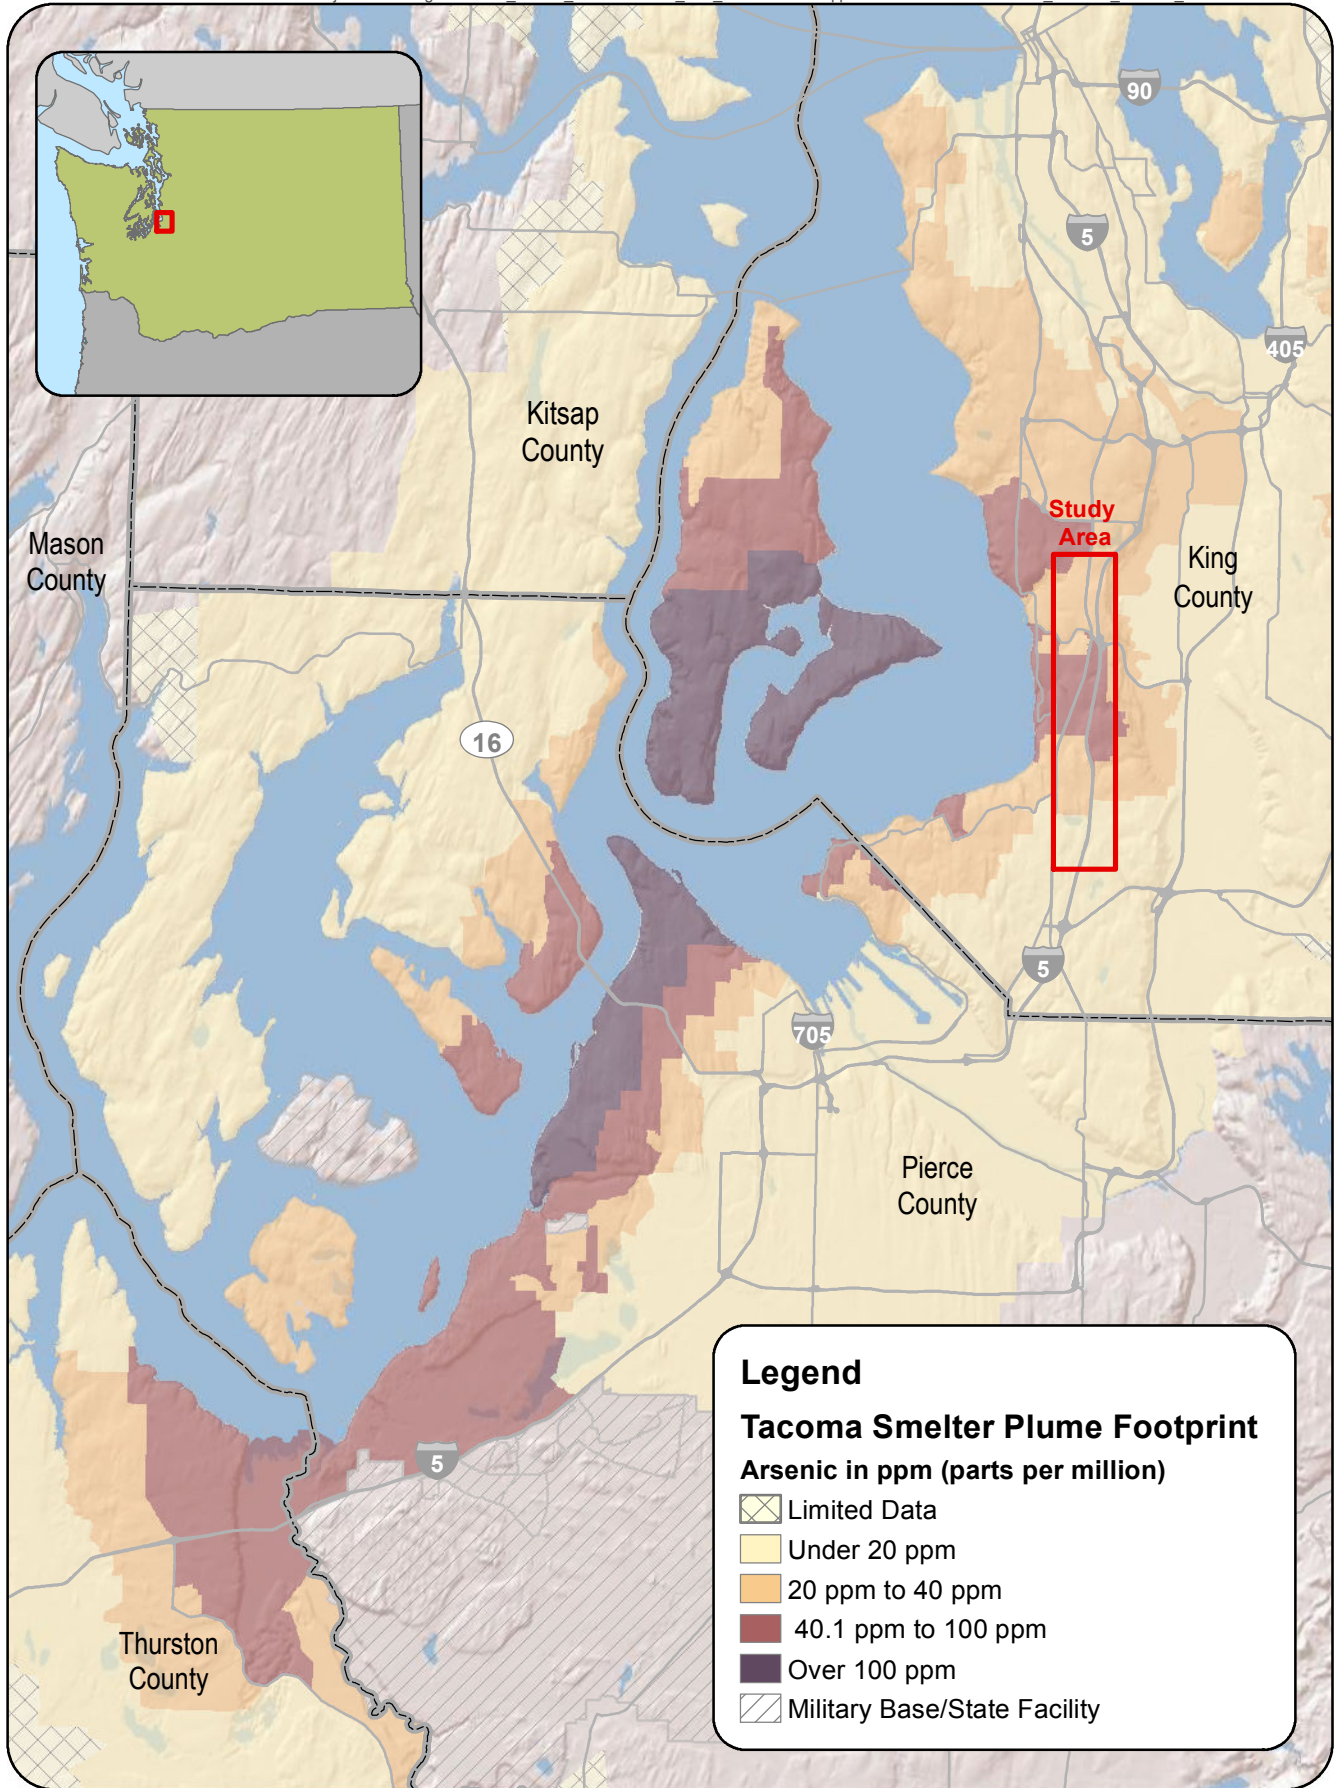 90
5
405
Kitsap
County
Study
Area
Mason
County
King
County
16
5
705
Pierce
County
5
Thurston
County
Legend
Tacoma Smelter Plume Footprint
Arsenic in ppm (parts per million)
Limited Data
Under 20 ppm
20 ppm to 40 ppm
40.1 ppm to 100 ppm
Over 100 ppm
Military Base/State Facility